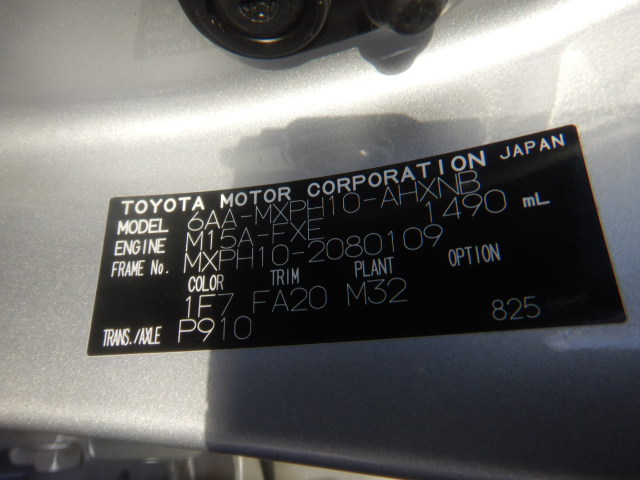 TOYOTA MOTOR CORPORATION JAPAN
MODEL 6AA-MXPH10-AHXNB
ENGINE M15A-FXE 1490 mL
FRAME No. MXPH10-2080109
COLOR TRIM PLANT OPTION
1F7 FA20 M32
TRANS./AXLE P910 825